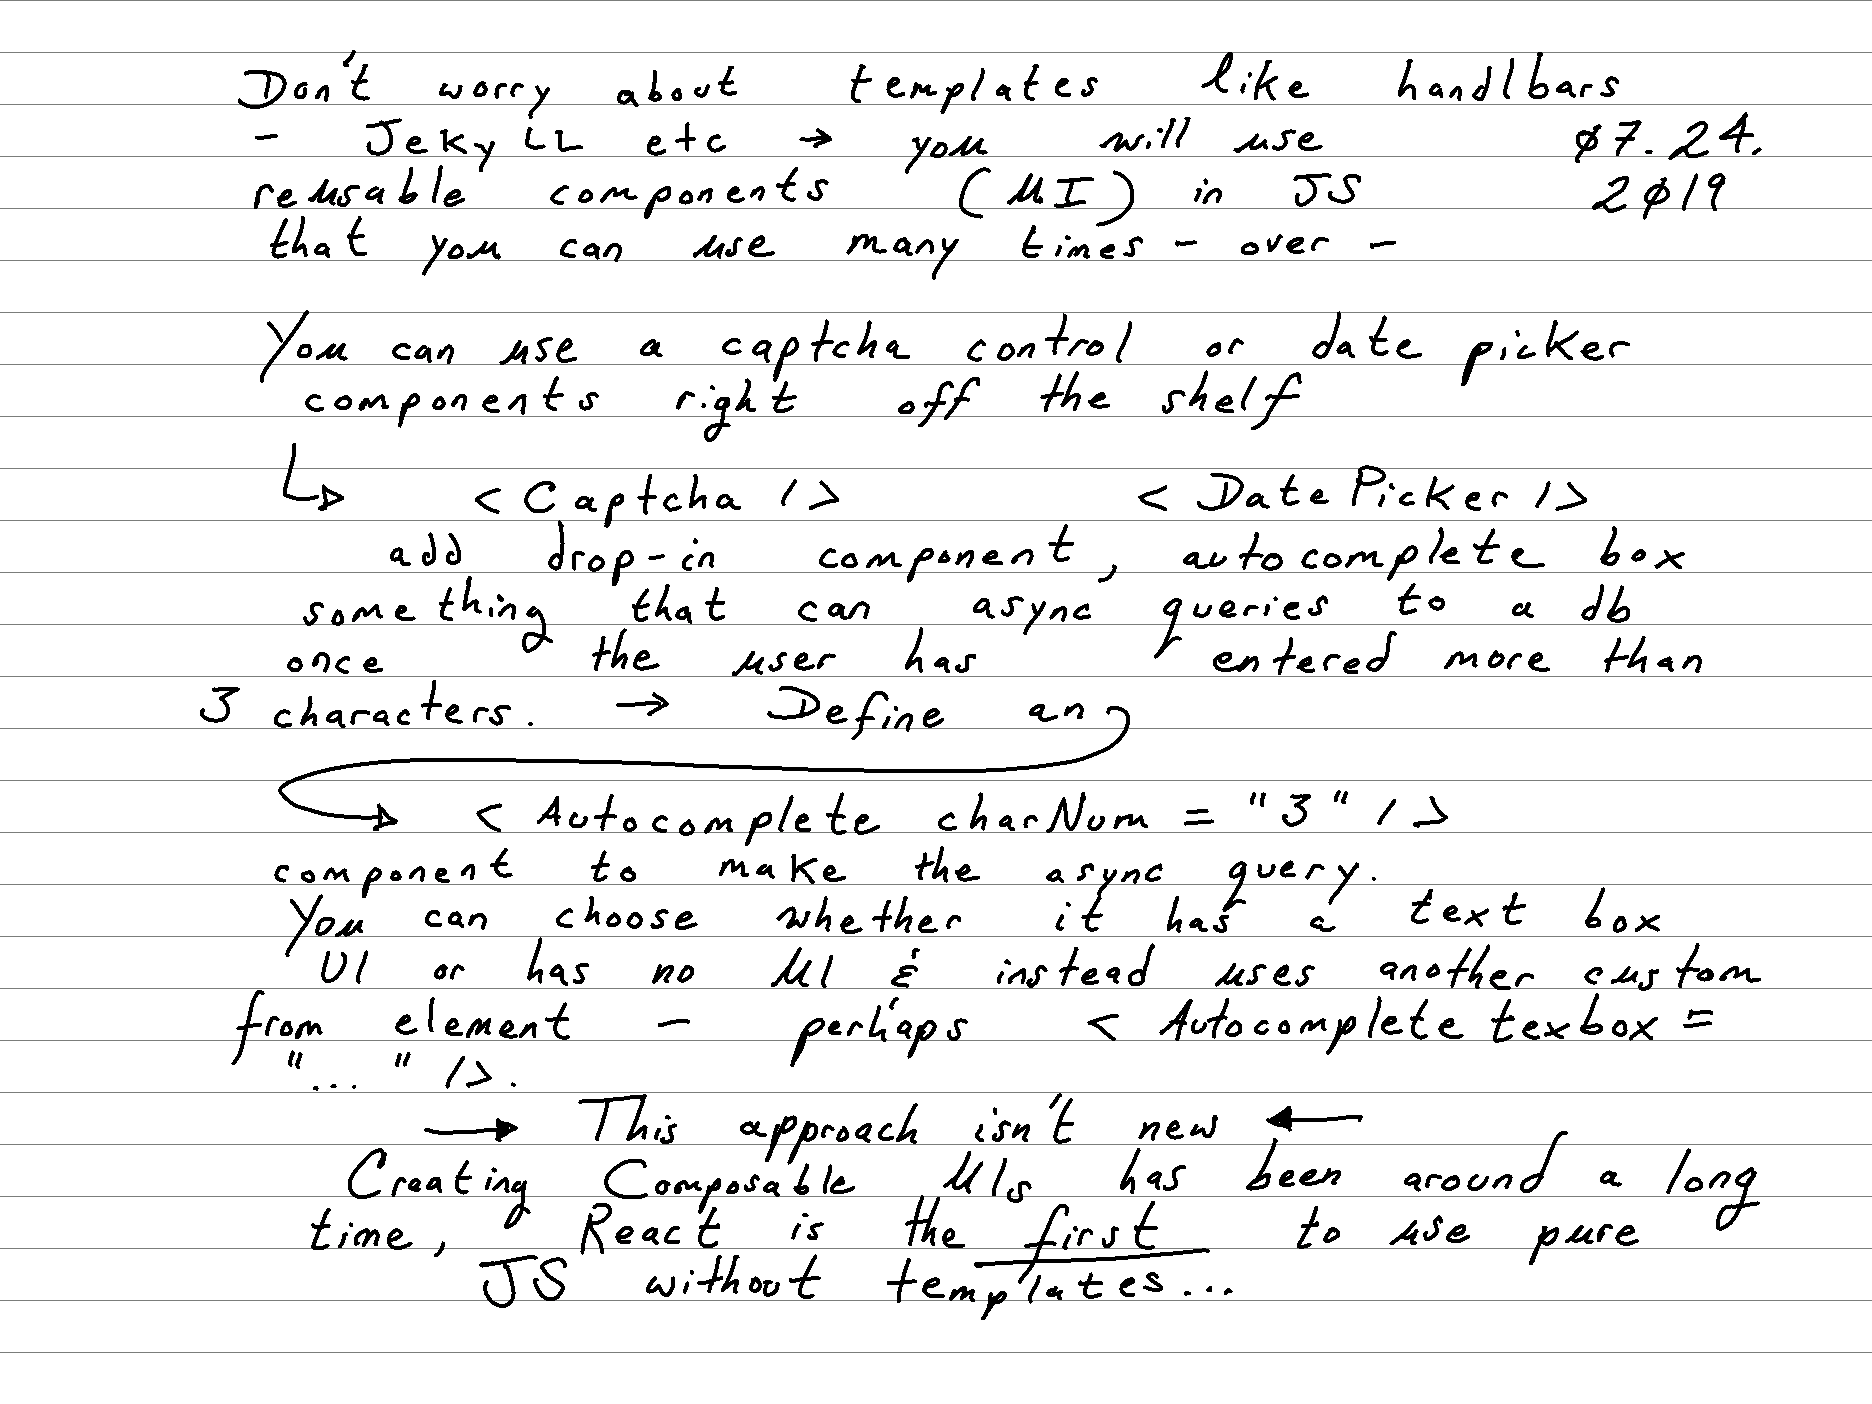 Don't worry about templates like handlbars
- JekyLL etc → you will use
reusable components (UI) in JS
07.24.
2019
that you can use many times - over -
You can use a captcha control or date picker
components right off the shelf
↳ <Captcha /> <DatePicker />
add drop-in component, autocomplete box
something that can async queries to a db
once the user has entered more than
3 characters. → Define an
→ <Autocomplete charNum = "3" />
component to make the async query.
You can choose whether it has a text box
UI or has no UI & instead uses another custom
from element - perhaps <Autocomplete texbox =
"..." />.
→ This approach isn't new ←
Creating Composable UIs has been around a long
time, React is the first to use pure
JS without templates...